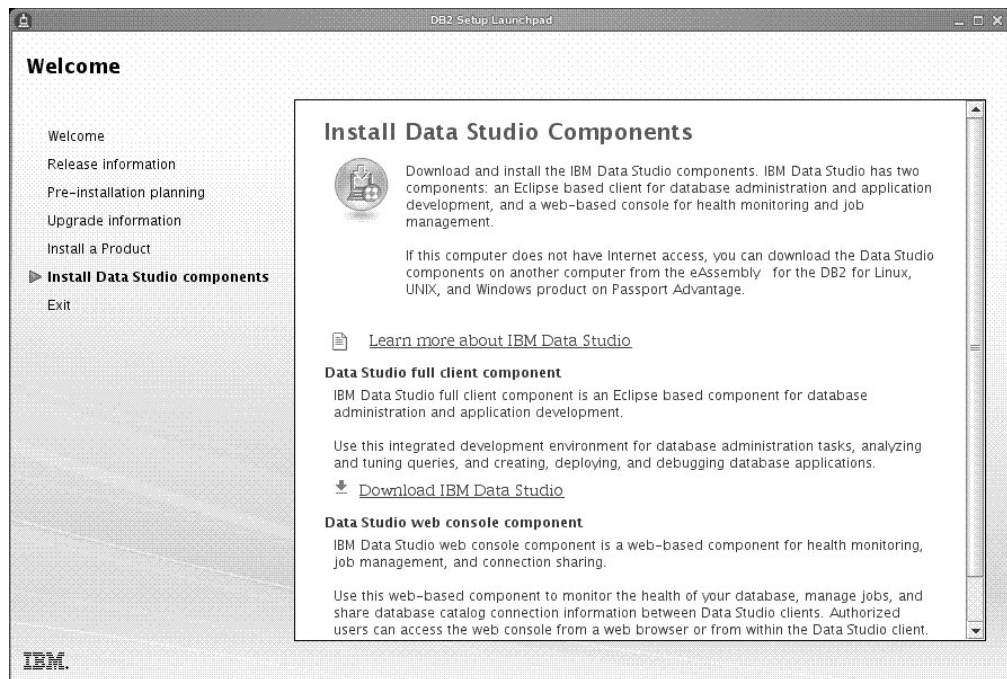 DB2 Setup Launchpad
Welcome
Welcome
Release information
Pre-installation planning
Upgrade information
Install a Product
Install Data Studio components
Exit
Install Data Studio Components
Download and install the IBM Data Studio components. IBM Data Studio has two
components: an Eclipse based client for database administration and application
development, and a web-based console for health monitoring and job
management.
If this computer does not have Internet access, you can download the Data Studio
components on another computer from the eAssembly for the DB2 for Linux,
UNIX, and Windows product on Passport Advantage.
Learn more about IBM Data Studio
Data Studio full client component
IBM Data Studio full client component is an Eclipse based component for database
administration and application development.
Use this integrated development environment for database administration tasks, analyzing
and tuning queries, and creating, deploying, and debugging database applications.
Download IBM Data Studio
Data Studio web console component
IBM Data Studio web console component is a web-based component for health monitoring,
job management, and connection sharing.
Use this web-based component to monitor the health of your database, manage jobs, and
share database catalog connection information between Data Studio clients. Authorized
users can access the web console from a web browser or from within the Data Studio client.
IBM.